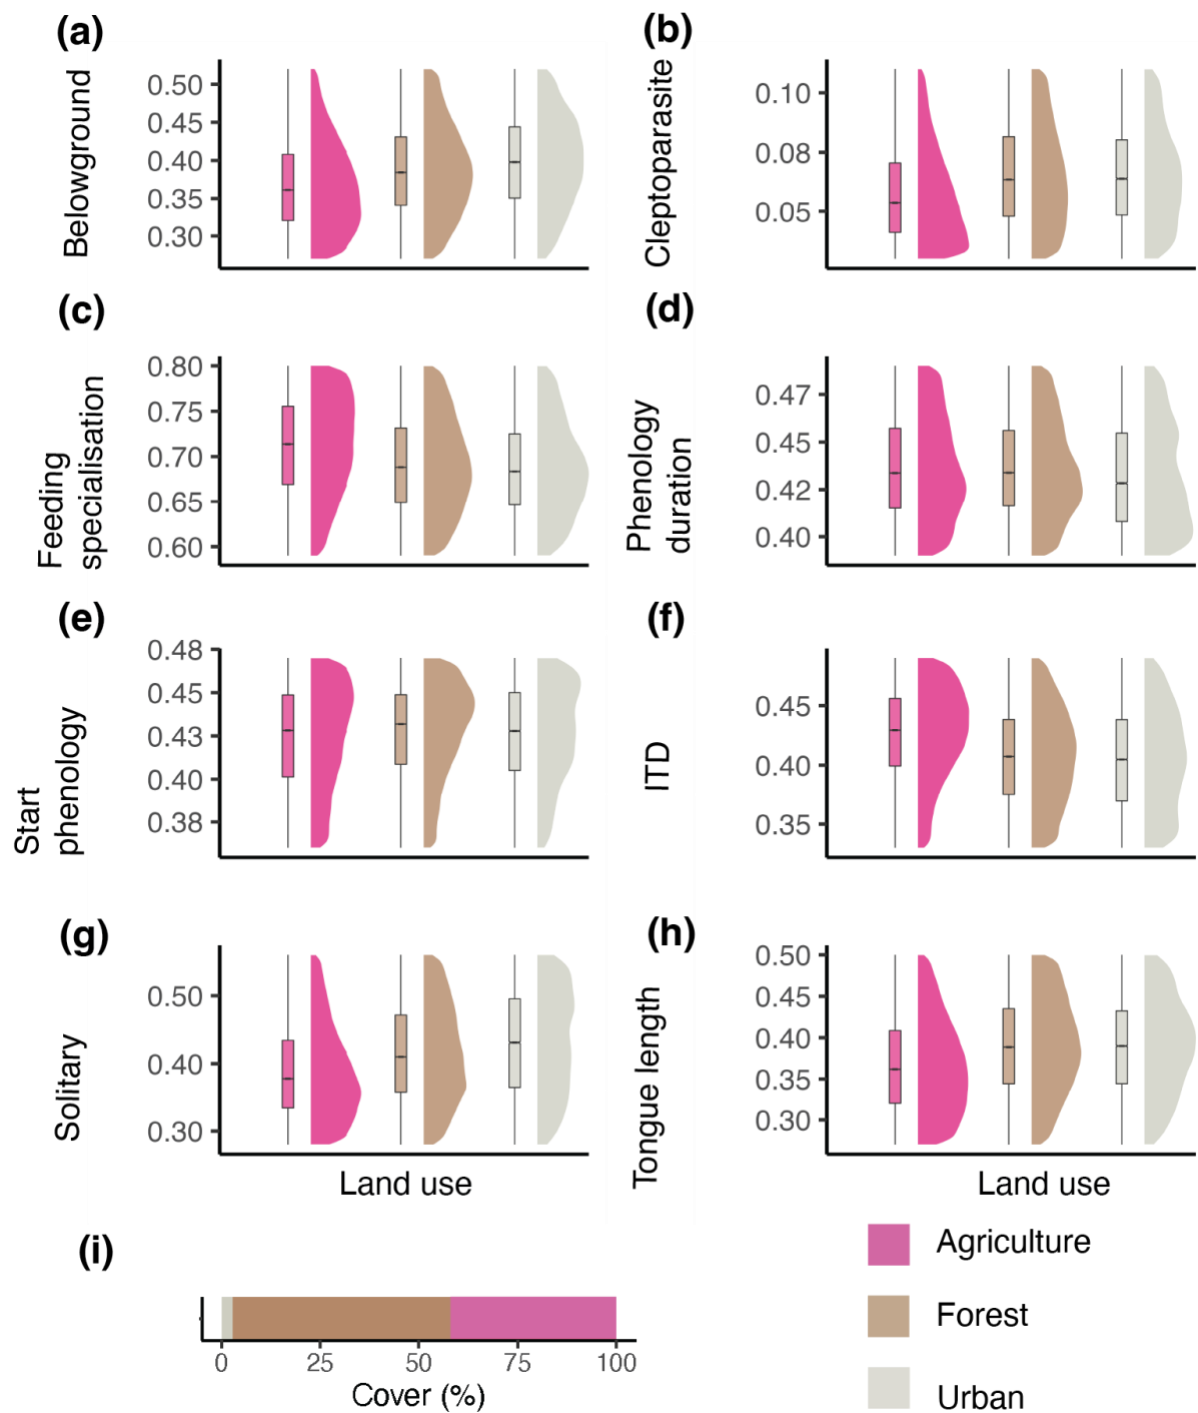 (a)
Belowground
0.50
0.45
0.40
0.35
0.30
(b)
Cleptoparasite
0.10
0.08
0.05
(c)
Feeding
specialisation
0.80
0.75
0.70
0.65
0.60
(d)
Phenology
duration
0.47
0.45
0.42
0.40
(e)
Start
phenology
0.48
0.45
0.43
0.40
0.38
(f)
ITD
0.45
0.40
0.35
(g)
Solitary
0.50
0.40
0.30
Land use
(h)
Tongue length
0.50
0.45
0.40
0.35
0.30
Land use
(i)
0 25 50 75 100
Cover (%)
Agriculture
Forest
Urban